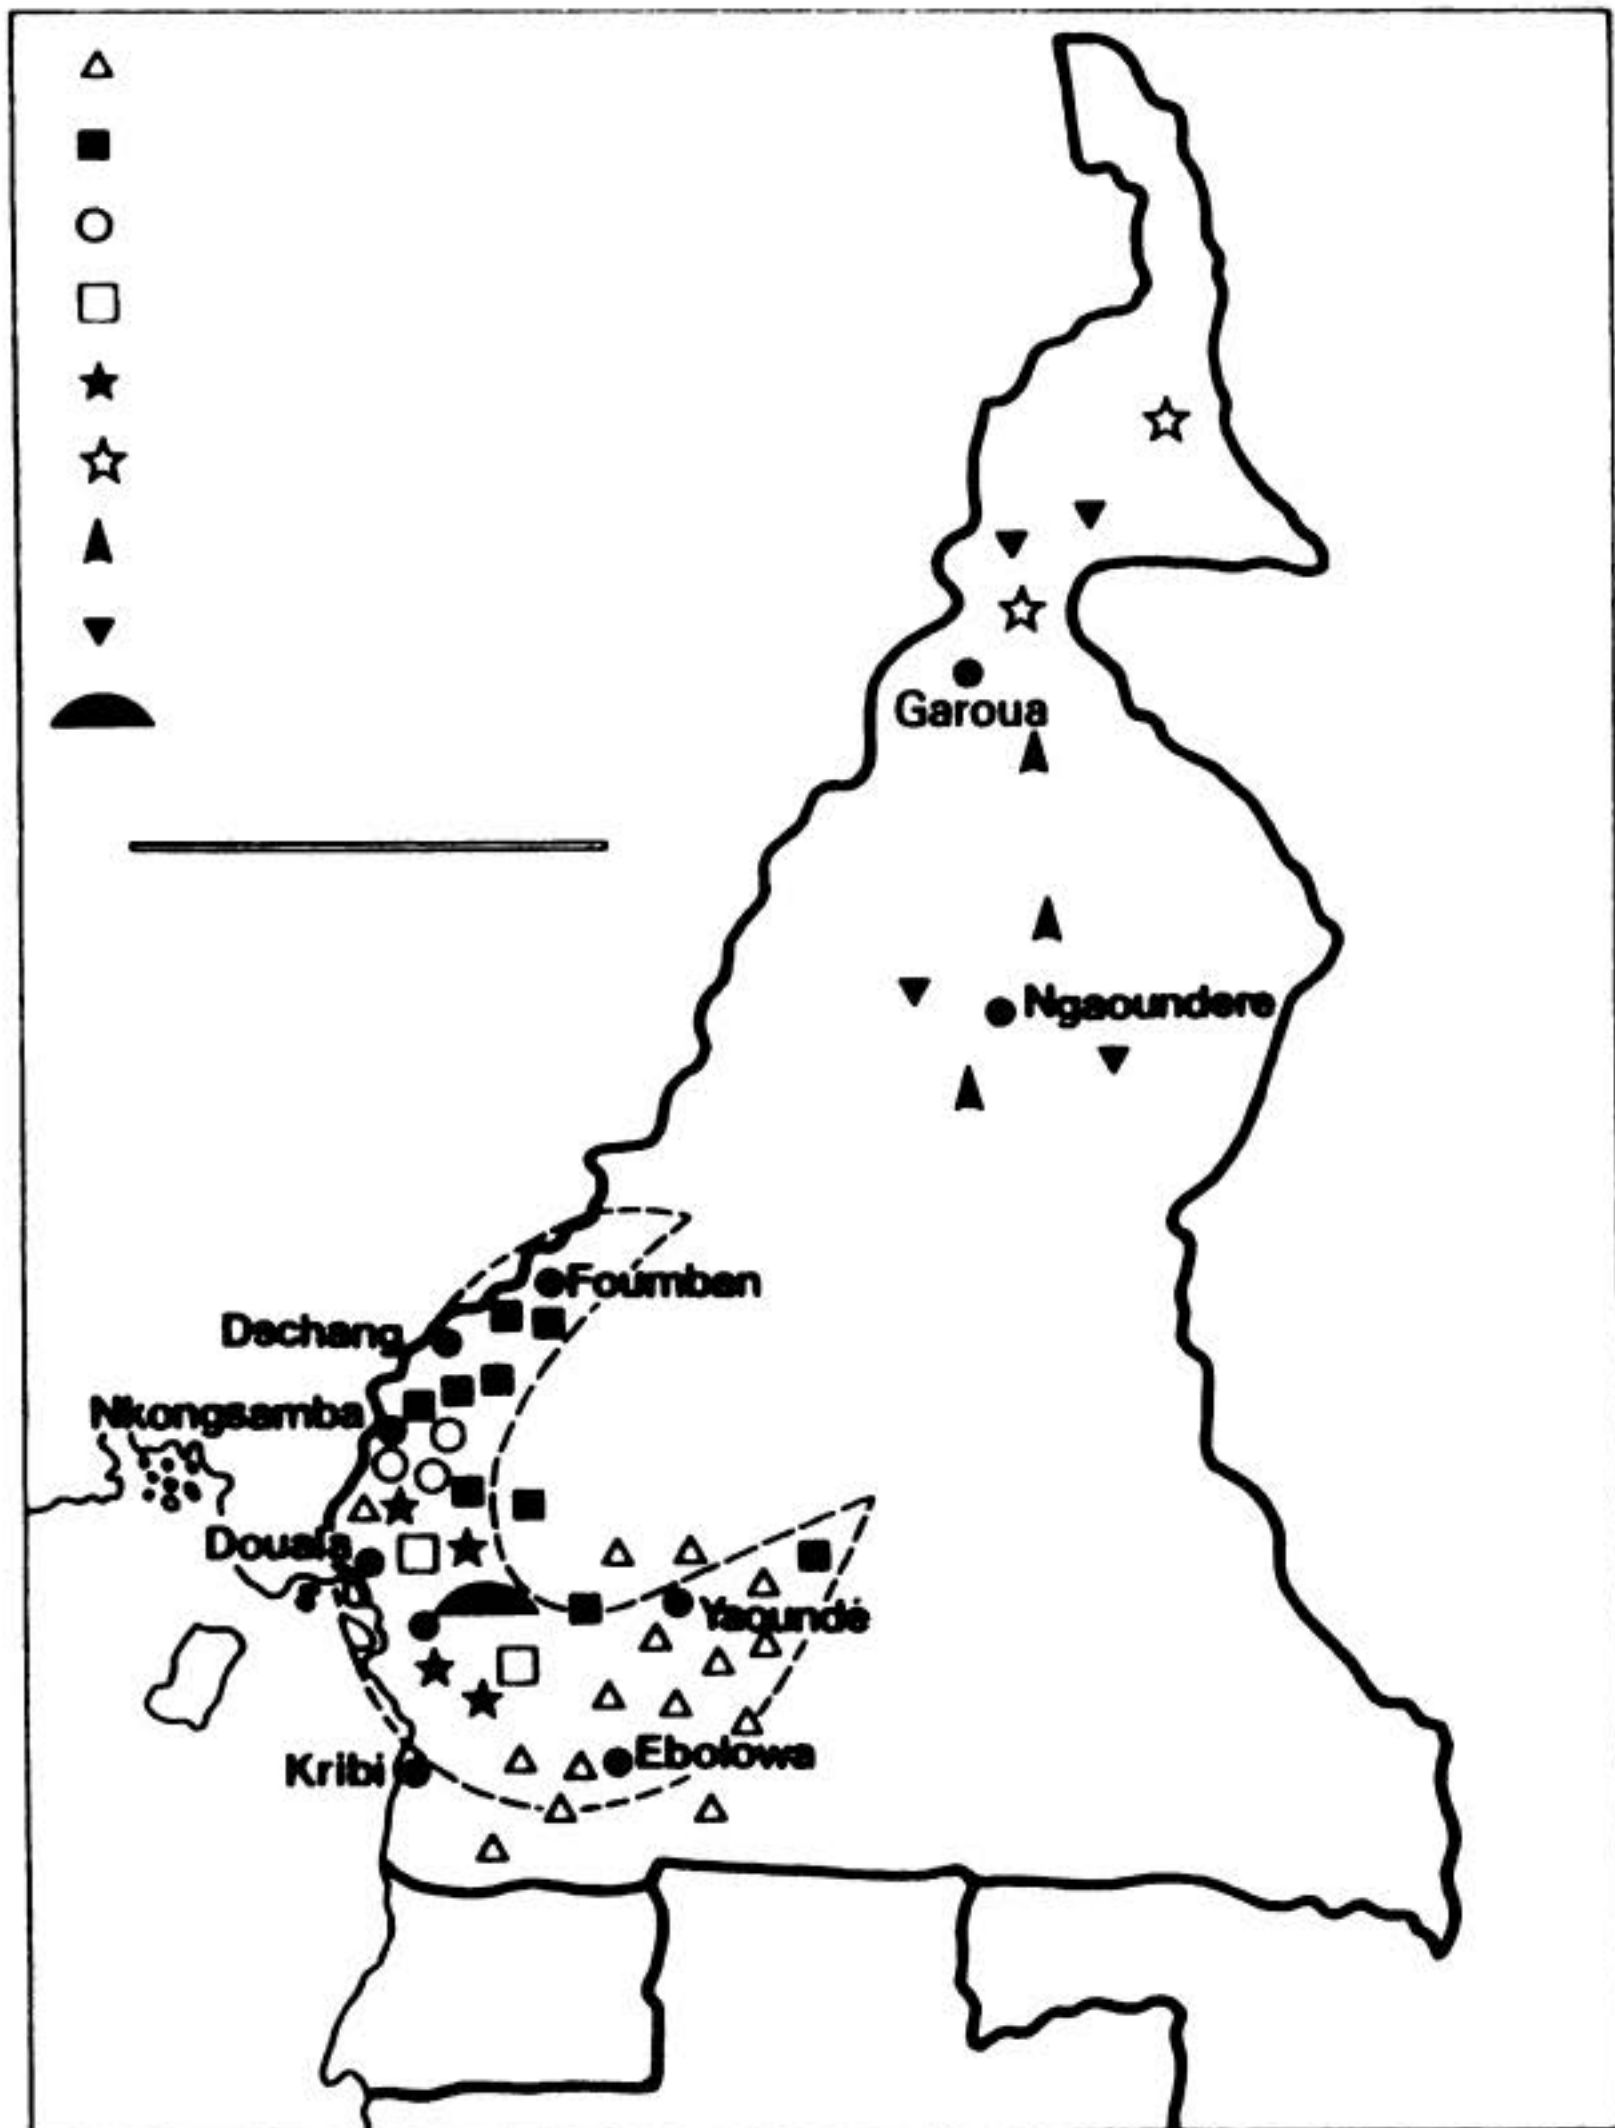 Garoua
Ngaoundere
Foumban
Dschang
Nkongsamba
Douala
Yaoundé
Ebolowa
Kribi